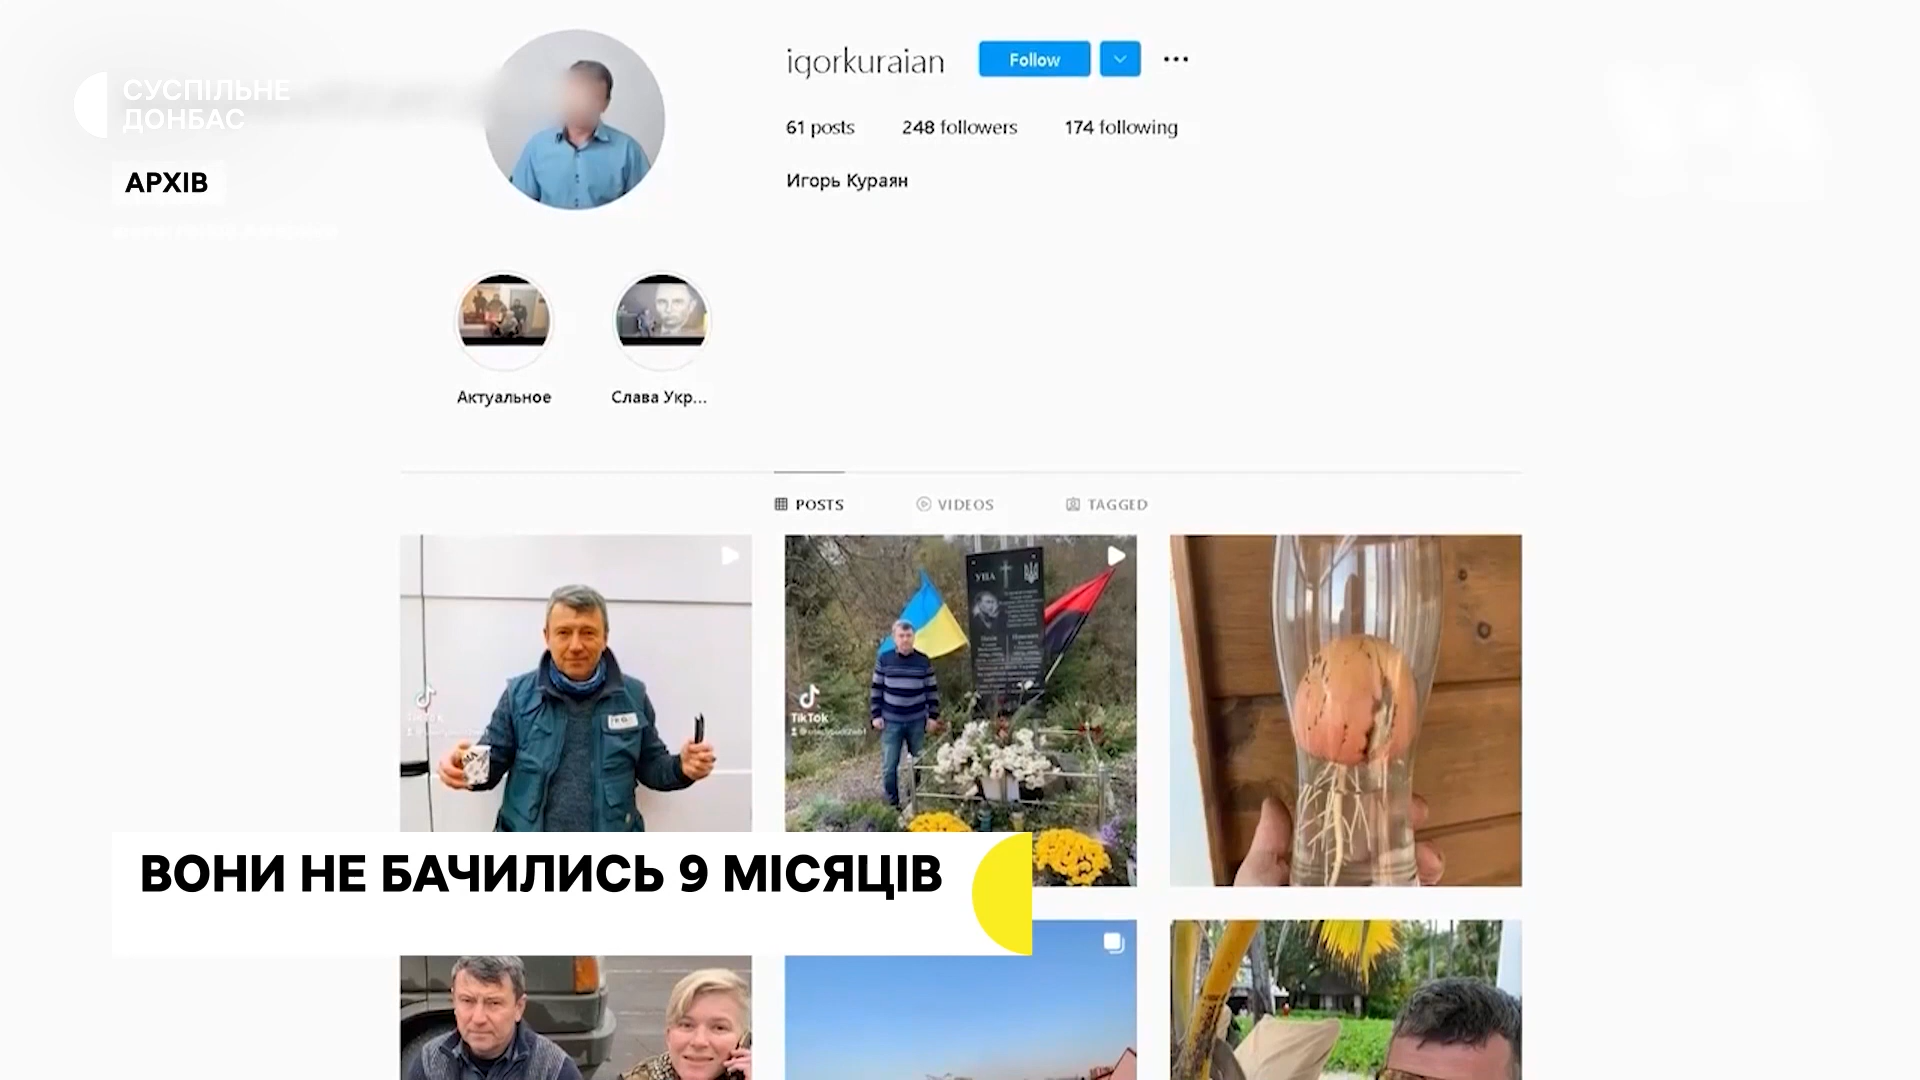 СУСПІЛЬНЕ
ДОНБАС
АРХІВ
igorkuraian
Follow
61 posts
248 followers
174 following
Игорь Кураян
Актуальное
Слава Укр...
POSTS
VIDEOS
TAGGED
УПА
TikTok
TikTok
ВОНИ НЕ БАЧИЛИСЬ 9 МІСЯЦІВ